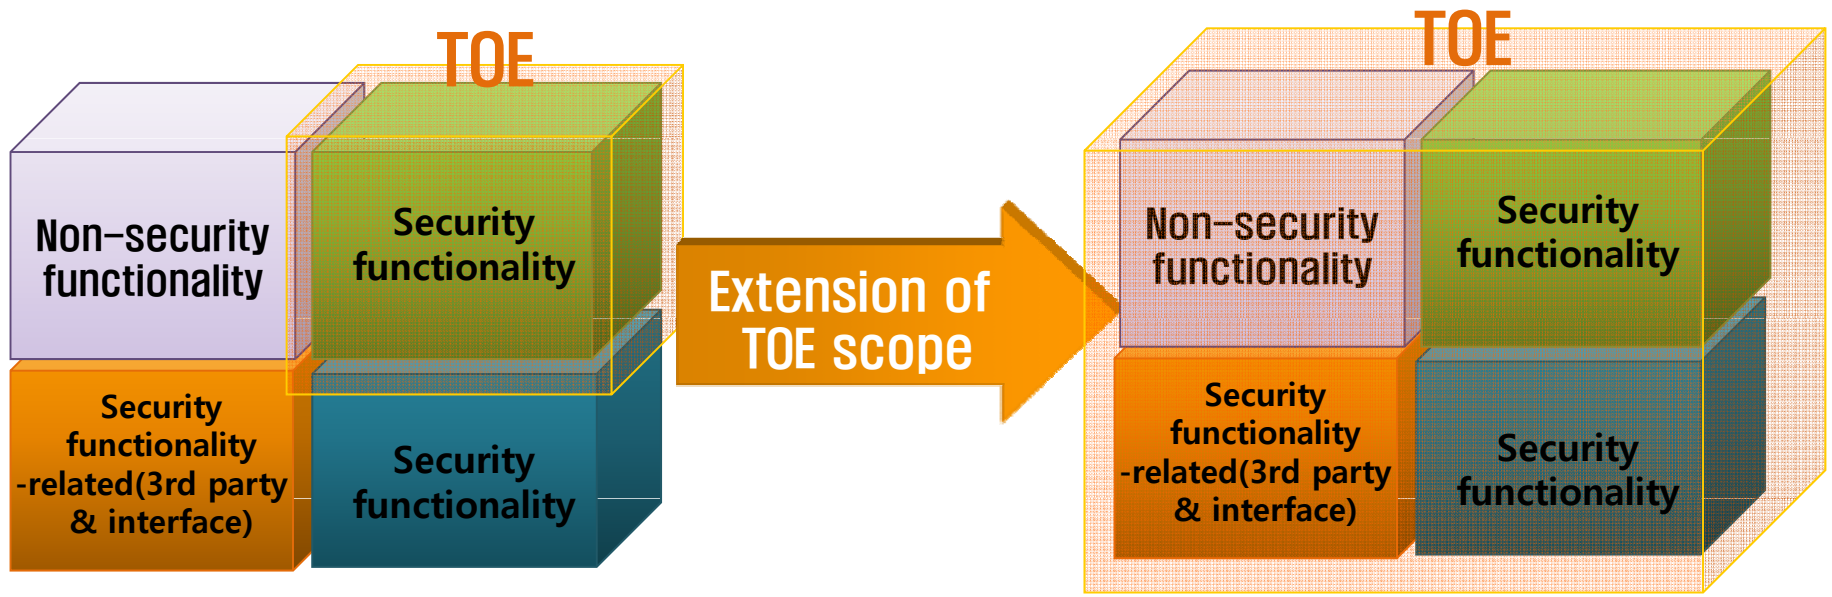 TOE
Non-security
functionality
Security
functionality
Security
functionality
-related(3rd party
& interface)
Security
functionality
Extension of
TOE scope
TOE
Non-security
functionality
Security
functionality
Security
functionality
-related(3rd party
& interface)
Security
functionality